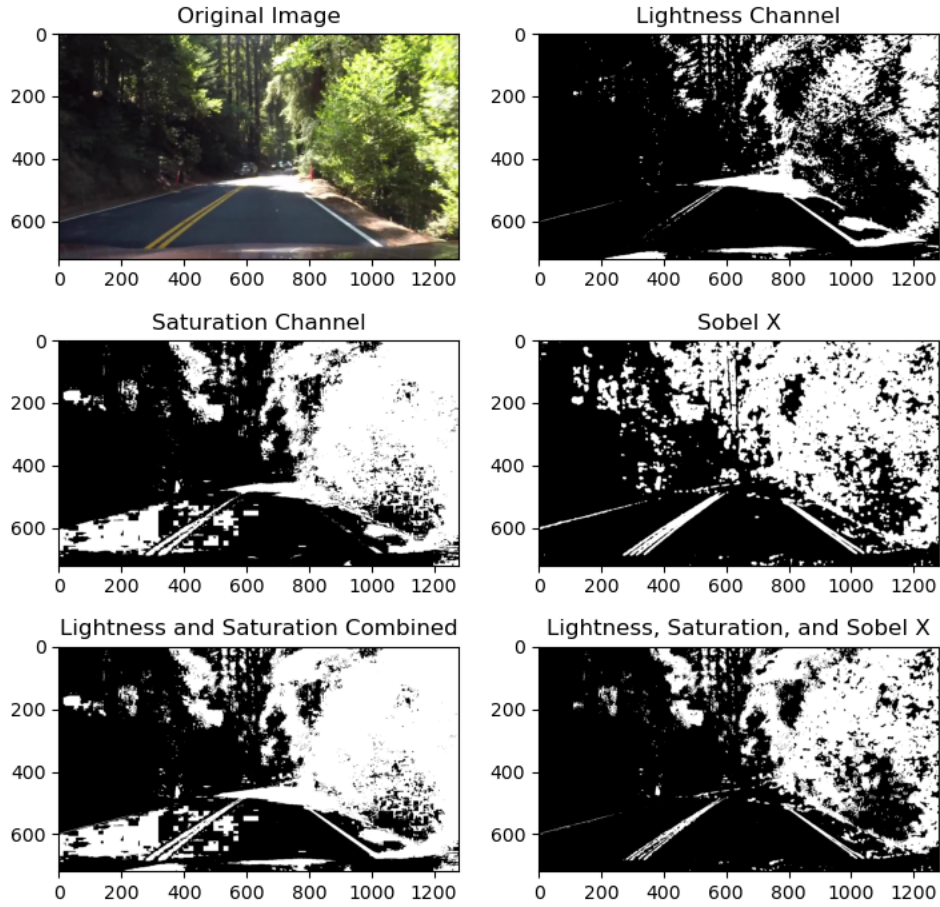 Original Image
Lightness Channel
0
200
400
600
0 200 400 600 800 1000 1200
0
200
400
600
0 200 400 600 800 1000 1200
Saturation Channel
Sobel X
0
200
400
600
0 200 400 600 800 1000 1200
0
200
400
600
0 200 400 600 800 1000 1200
Lightness and Saturation Combined
Lightness, Saturation, and Sobel X
0
200
400
600
0 200 400 600 800 1000 1200
0
200
400
600
0 200 400 600 800 1000 1200